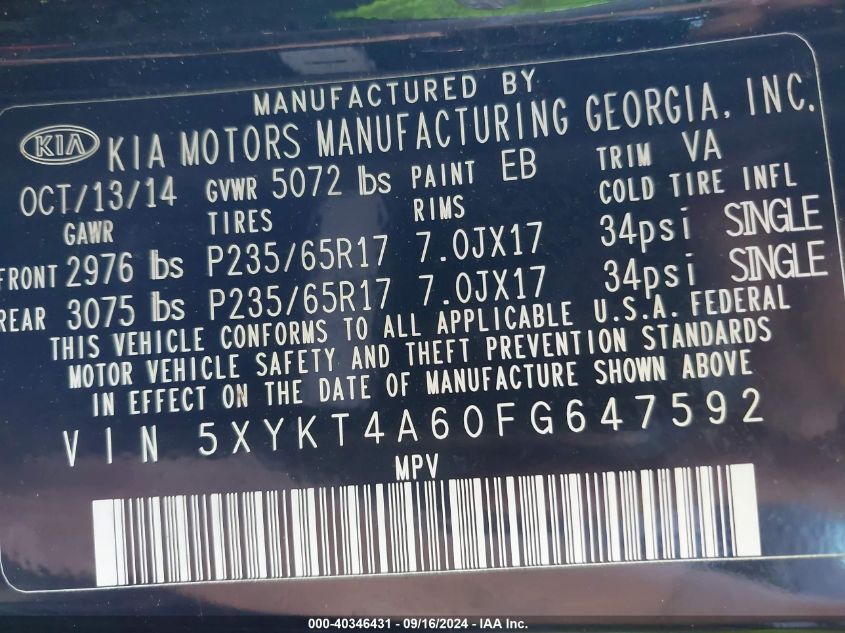 MANUFACTURED BY
KIA KIA MOTORS MANUFACTURING GEORGIA, INC.
OCT/13/14 GVWR 5072 lbs PAINT EB TRIM VA
GAWR TIRES RIMS COLD TIRE INFL
FRONT 2976 lbs P235/65R17 7.0JX17 34psi SINGLE
REAR 3075 lbs P235/65R17 7.0JX17 34psi SINGLE
THIS VEHICLE CONFORMS TO ALL APPLICABLE U.S.A. FEDERAL
MOTOR VEHICLE SAFETY AND THEFT PREVENTION STANDARDS
IN EFFECT ON THE DATE OF MANUFACTURE SHOWN ABOVE
VIN 5XYKT4A60FG647592
MPV
000-40346431 - 09/16/2024 - IAA Inc.